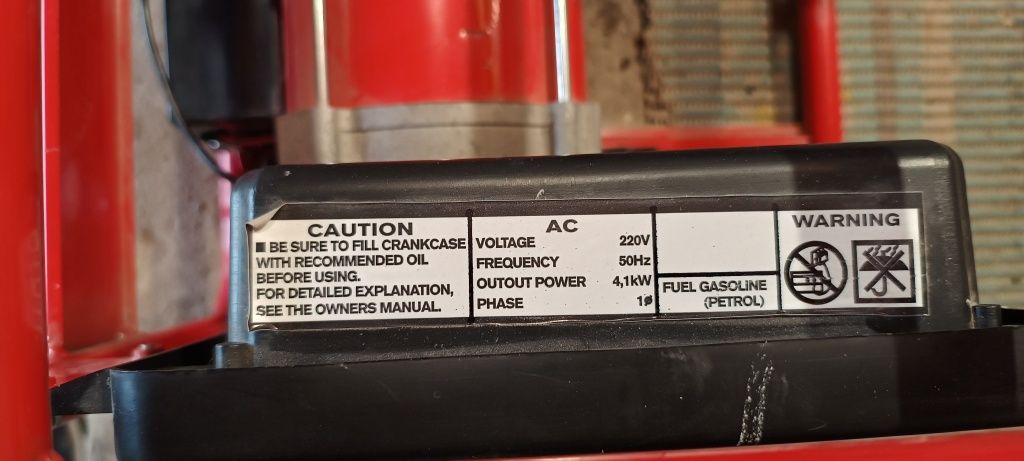 CAUTION
■ BE SURE TO FILL CRANKCASE
WITH RECOMMENDED OIL
BEFORE USING.
FOR DETAILED EXPLANATION,
SEE THE OWNERS MANUAL.
AC
VOLTAGE 220V
FREQUENCY 50Hz
OUTOUT POWER 4,1kW
PHASE 1ø
FUEL GASOLINE
(PETROL)
WARNING